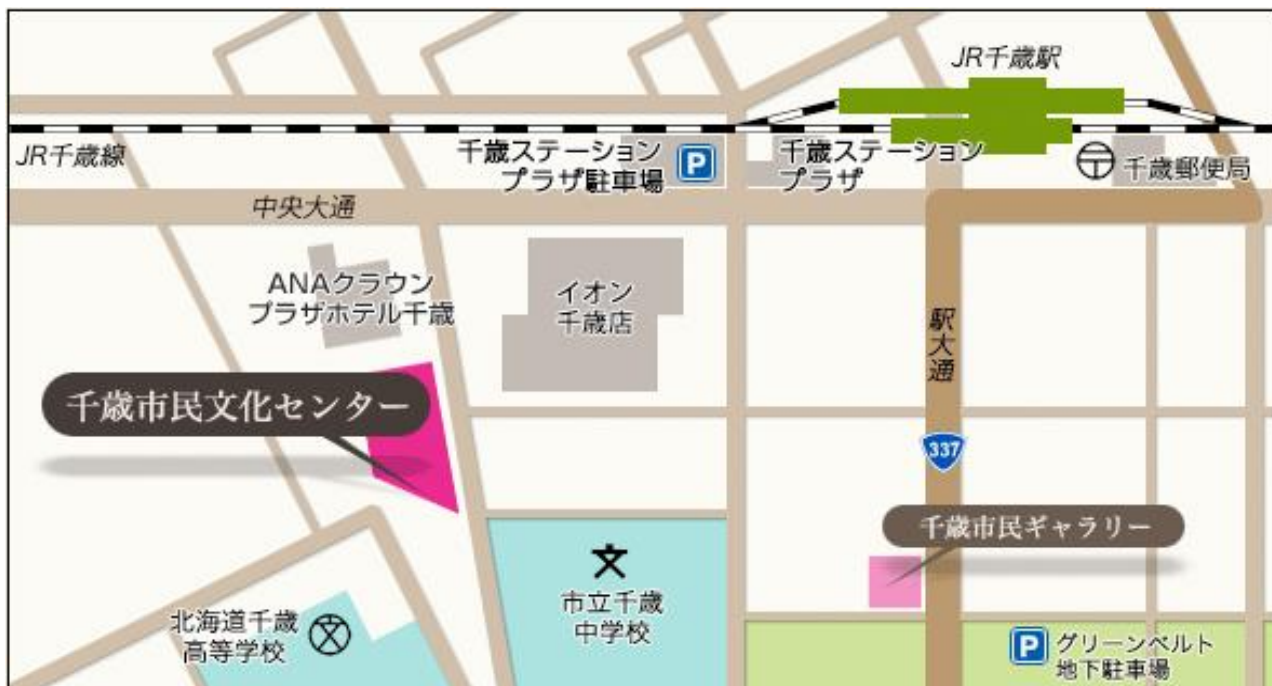 JR千歳駅
JR千歳線
千歳ステーション
プラザ駐車場
P
千歳ステーション
プラザ
千歳郵便局
中央大通
ANAクラウン
プラザホテル千歳
イオン
千歳店
駅大通
千歳市民文化センター
337
千歳市民ギャラリー
市立千歳
中学校
北海道千歳
高等学校
P
グリーンベルト
地下駐車場